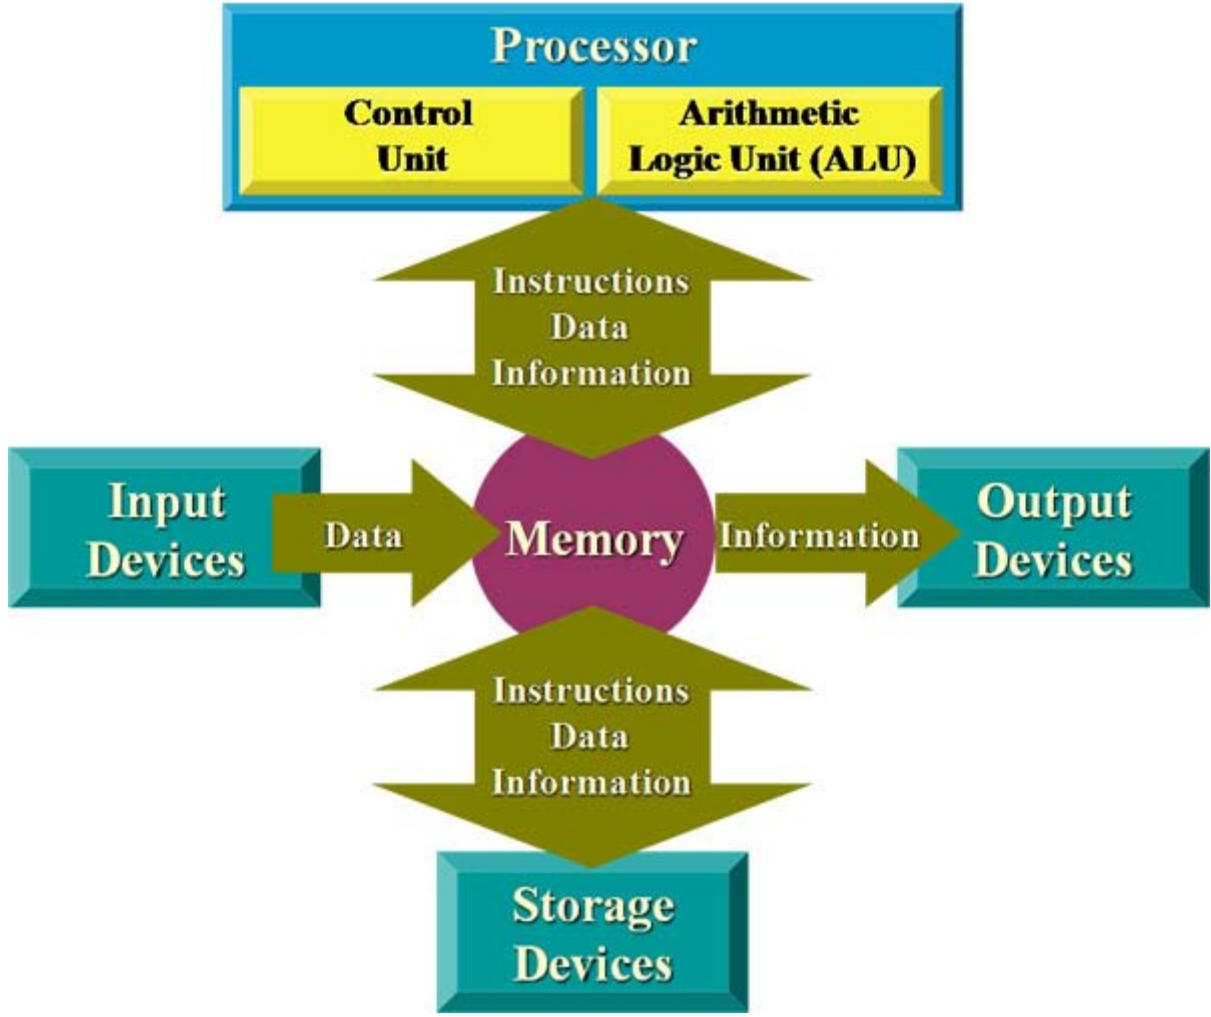 Processor
Control
Unit
Arithmetic
Logic Unit (ALU)
Instructions
Data
Information
Input
Devices
Data
Memory
Information
Output
Devices
Instructions
Data
Information
Storage
Devices